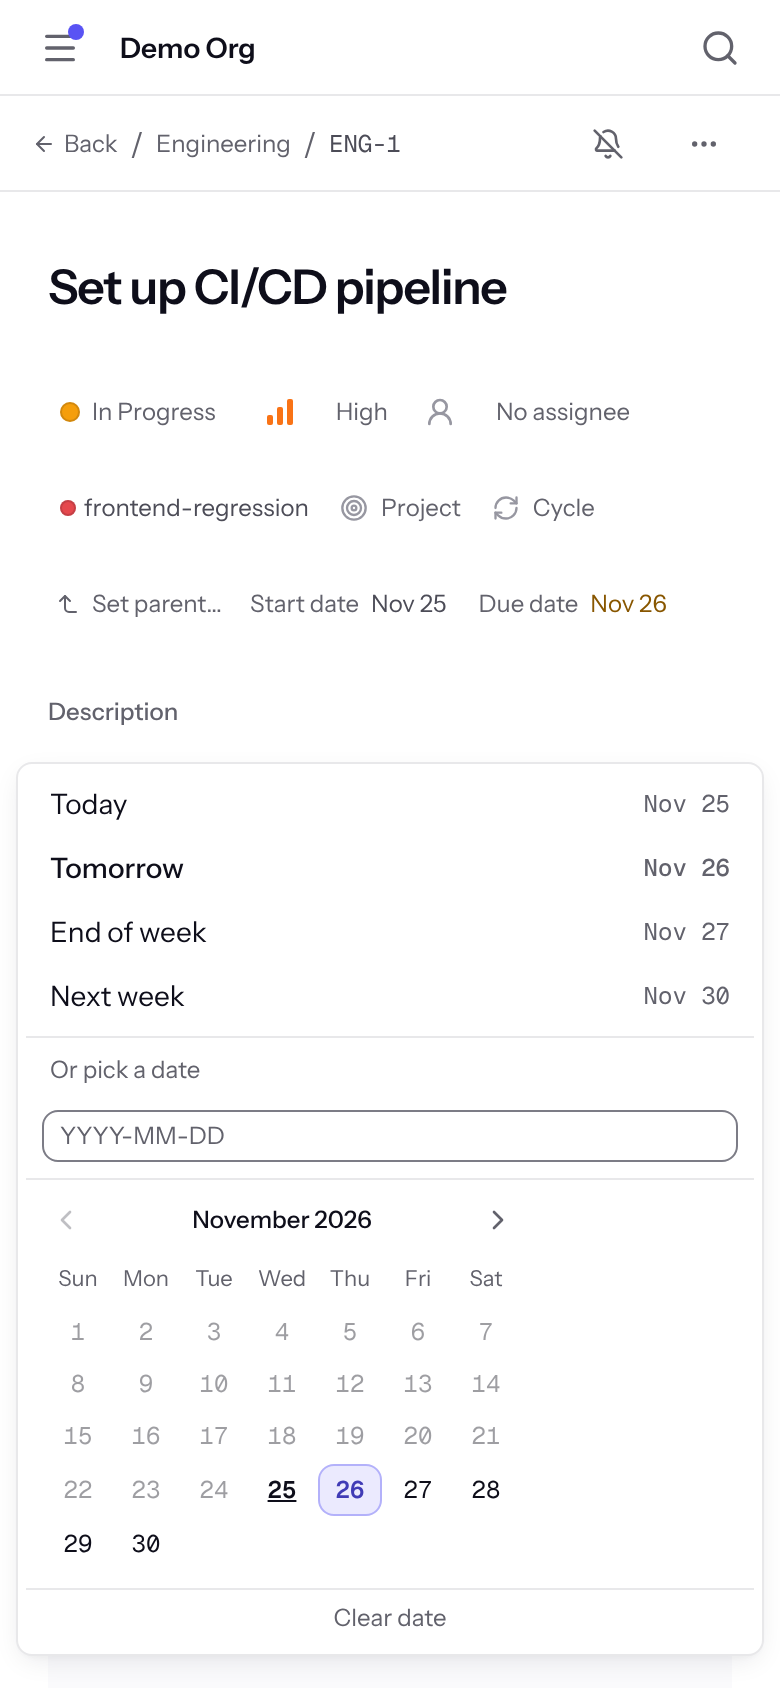 Demo Org
Back / Engineering / ENG-1
Set up CI/CD pipeline
In Progress High No assignee
frontend-regression Project Cycle
Set parent... Start date Nov 25 Due date Nov 26
Description
Today Nov 25
Tomorrow Nov 26
End of week Nov 27
Next week Nov 30
Or pick a date
YYYY-MM-DD
November 2026
Sun Mon Tue Wed Thu Fri Sat
1 2 3 4 5 6 7
8 9 10 11 12 13 14
15 16 17 18 19 20 21
22 23 24 25 26 27 28
29 30
Clear date